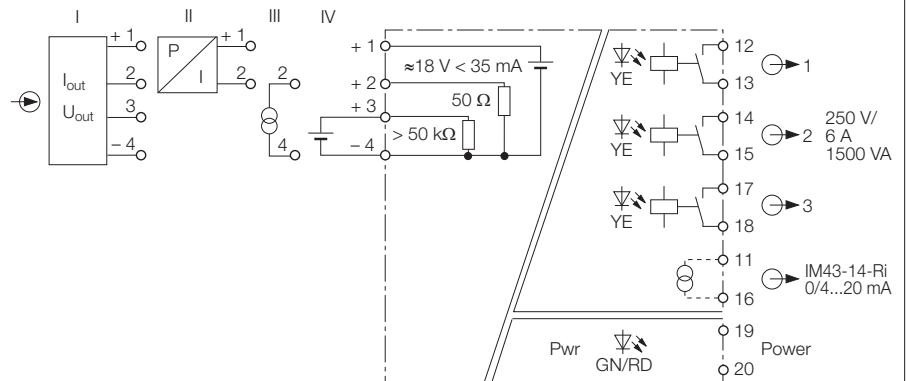 I II III IV
+ 1
2
3
– 4
I out
U out
P
I
+ 1
2
2
4
+ 1
+ 2
+ 3
– 4
≈18 V < 35 mA
50 Ω
> 50 kΩ
YE
12
13
1
YE
14
15
2
250 V/
6 A
1500 VA
YE
17
18
3
11
16
IM43-14-Ri
0/4...20 mA
Pwr
GN/RD
19
20
Power